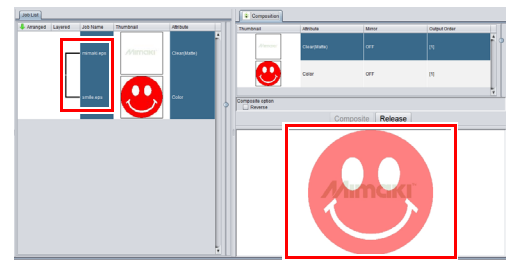 Job List
Arranged Layered Job Name Thumbnail Attribute
mimaki.eps Mimaki Clear(Matte)
smile.eps Color
Composition
Thumbnail Attribute Mirror Output Order
Mimaki Clear(Matte) OFF [1]
Color OFF [1]
Composite option
Reverse
Composite Release
Mimaki